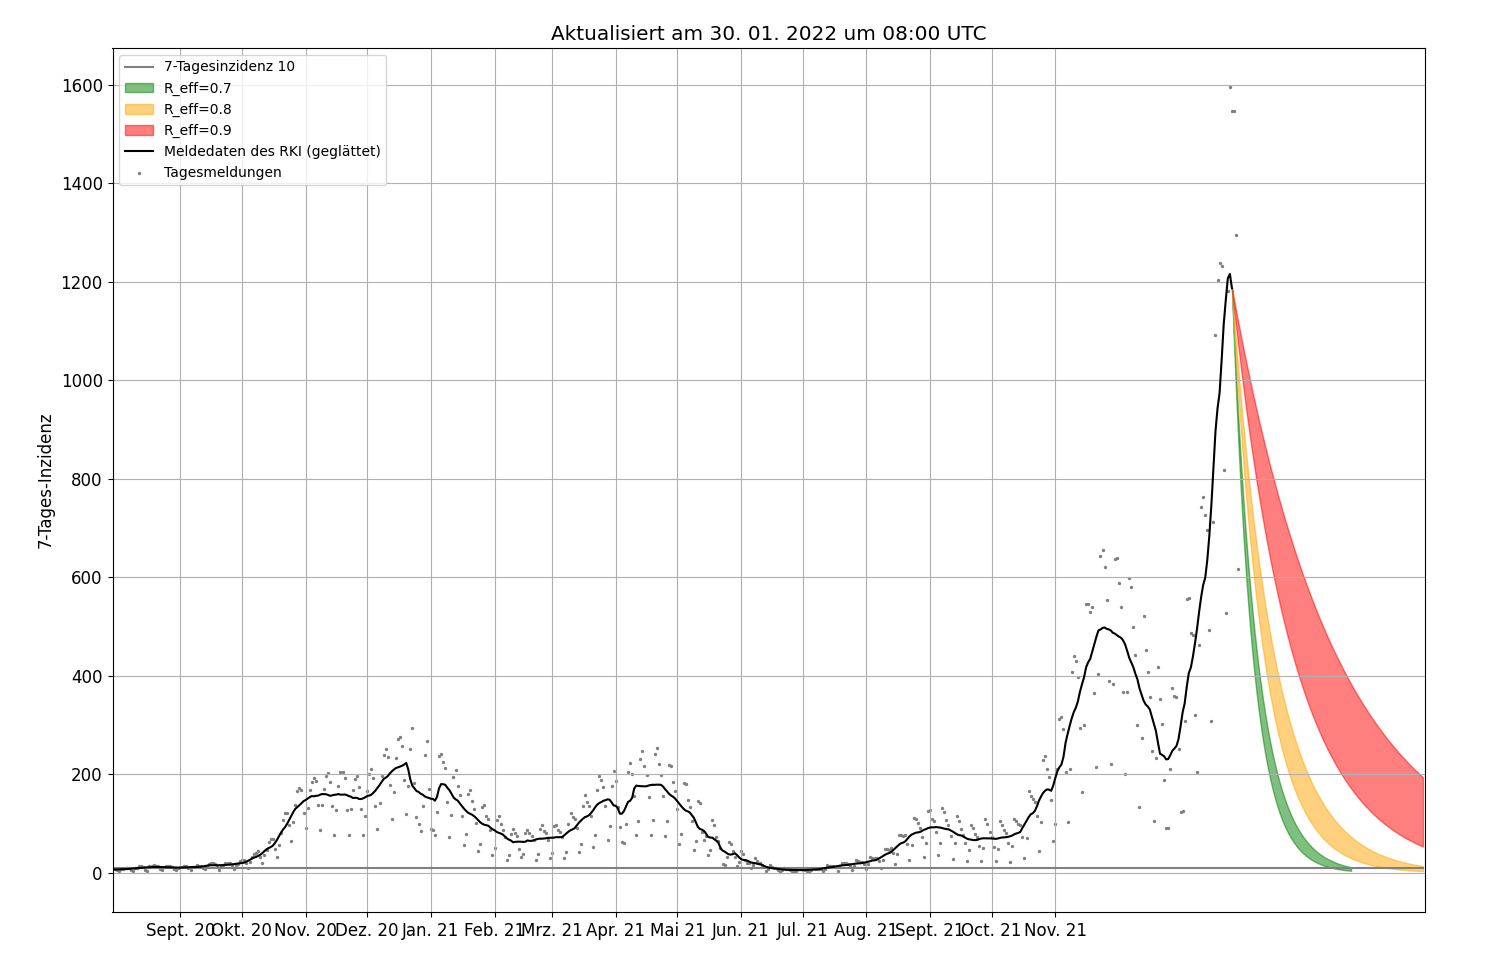 Aktualisiert am 30. 01. 2022 um 08:00 UTC
7-Tagesinzidenz 10
R_eff=0.7
R_eff=0.8
R_eff=0.9
Meldedaten des RKI (geglättet)
Tagesmeldungen
7-Tages-Inzidenz
1600
1400
1200
1000
800
600
400
200
0
Sept. 20 Okt. 20 Nov. 20 Dez. 20 Jan. 21 Feb. 21 Mrz. 21 Apr. 21 Mai 21 Jun. 21 Jul. 21 Aug. 21 Sept. 21 Oct. 21 Nov. 21